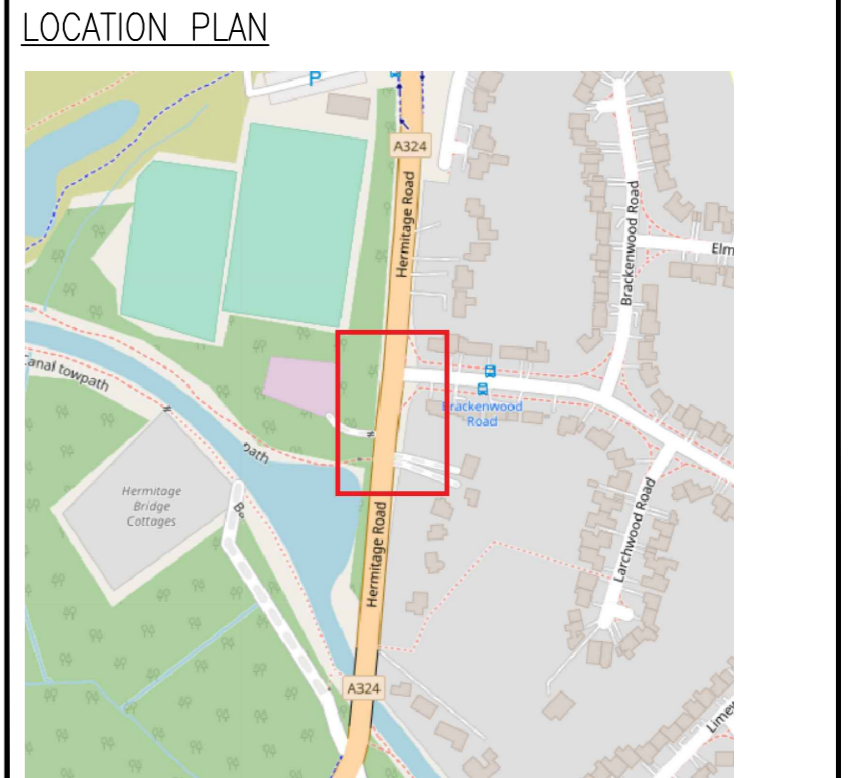 LOCATION PLAN
P
A324
Hermitage Road
Brackenwood Road
Elm
anal towpath
Brackenwood
Road
path
Hermitage
Bridge
Cottages
Hermitage Road
Larchwood Road
A324